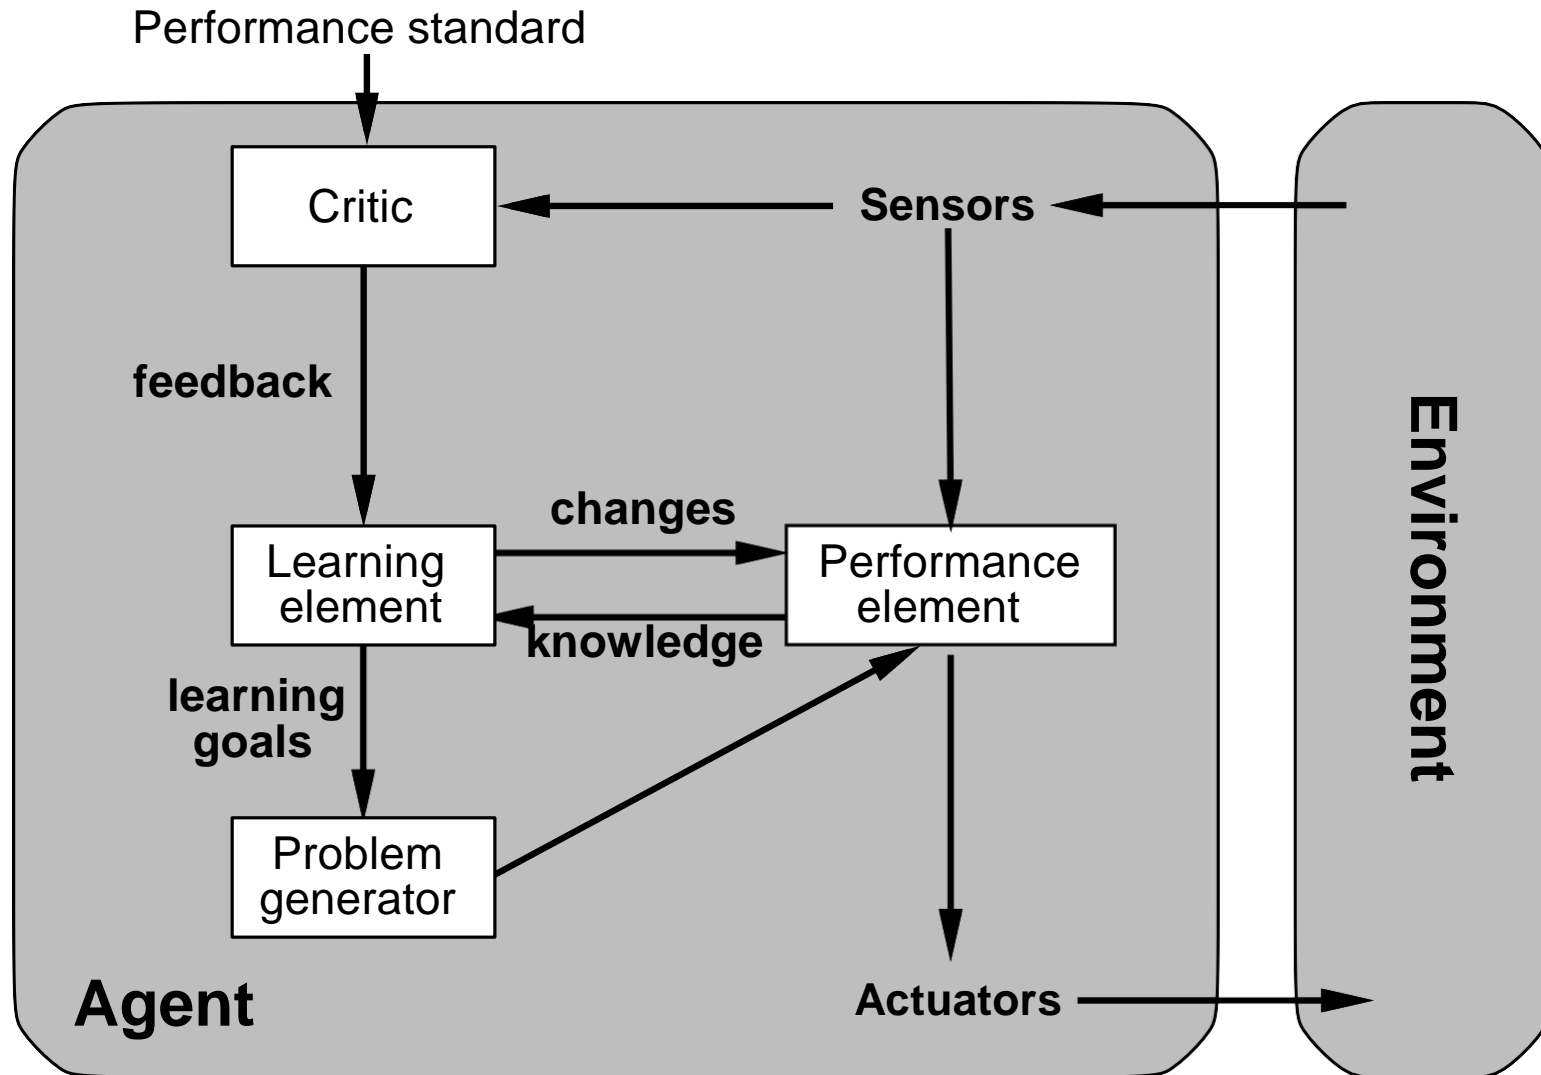 Performance standard
Critic
Sensors
feedback
changes
Learning
element
Performance
element
knowledge
learning
goals
Problem
generator
Agent
Actuators
Environment